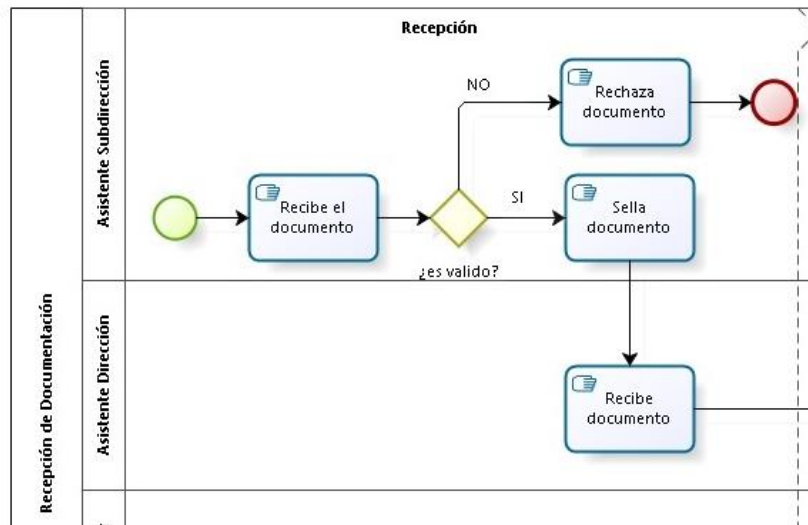 Recepción
Recepción de Documentación
Asistente Subdirección
NO
Rechaza
documento
Recibe el
documento
SI
Sella
documento
¿es valido?
Asistente Dirección
Recibe
documento